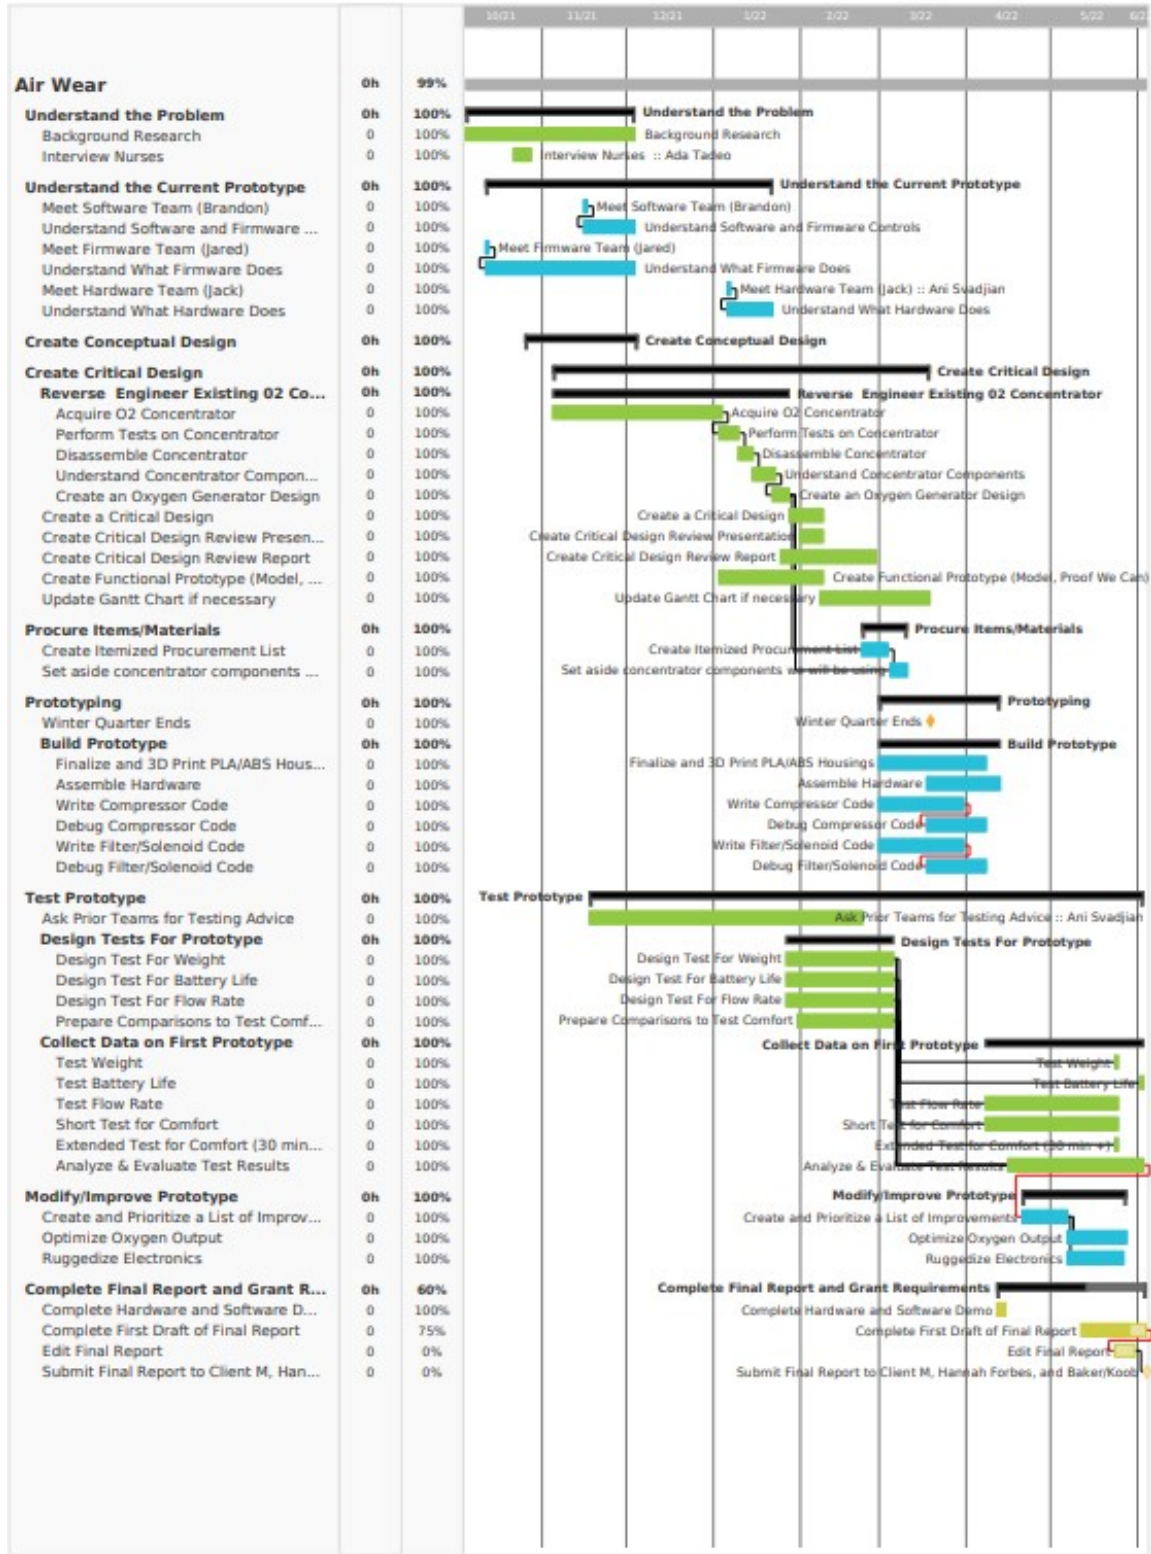 10/21 11/21 12/21 1/22 2/22 3/22 4/22 5/22
Air Wear 0h 99%
Understand the Problem 0h 100% Understand the Problem
Background Research 0 100% Background Research
Interview Nurses 0 100% Interview Nurses :: Ada Tadeo
Understand the Current Prototype 0h 100% Understand the Current Prototype
Meet Software Team (Brandon) 0 100% Meet Software Team (Brandon)
Understand Software and Firmware ... 0 100% Understand Software and Firmware Controls
Meet Firmware Team (Jared) 0 100% Meet Firmware Team (Jared)
Understand What Firmware Does 0 100% Understand What Firmware Does
Meet Hardware Team (Jack) 0 100% Meet Hardware Team (Jack) :: Ani Svadjian
Understand What Hardware Does 0 100% Understand What Hardware Does
Create Conceptual Design 0h 100% Create Conceptual Design
Create Critical Design 0h 100% Create Critical Design
Reverse Engineer Existing 02 Co... 0h 100% Reverse Engineer Existing 02 Concentrator
Acquire O2 Concentrator 0 100% Acquire O2 Concentrator
Perform Tests on Concentrator 0 100% Perform Tests on Concentrator
Disassemble Concentrator 0 100% Disassemble Concentrator
Understand Concentrator Compon... 0 100% Understand Concentrator Components
Create an Oxygen Generator Design 0 100% Create an Oxygen Generator Design
Create a Critical Design 0 100% Create a Critical Design
Create Critical Design Review Presen... 0 100% Create Critical Design Review Presentation
Create Critical Design Review Report 0 100% Create Critical Design Review Report
Create Functional Prototype (Model, ... 0 100% Create Functional Prototype (Model, Proof We Can)
Update Gantt Chart if necessary 0 100% Update Gantt Chart if necessary
Procure Items/Materials 0h 100% Procure Items/Materials
Create Itemized Procurement List 0 100% Create Itemized Procurement List
Set aside concentrator components ... 0 100% Set aside concentrator components we will be using
Prototyping 0h 100% Prototyping
Winter Quarter Ends 0 100% Winter Quarter Ends
Build Prototype 0h 100% Build Prototype
Finalize and 3D Print PLA/ABS Hous... 0 100% Finalize and 3D Print PLA/ABS Housings
Assemble Hardware 0 100% Assemble Hardware
Write Compressor Code 0 100% Write Compressor Code
Debug Compressor Code 0 100% Debug Compressor Code
Write Filter/Solenoid Code 0 100% Write Filter/Solenoid Code
Debug Filter/Solenoid Code 0 100% Debug Filter/Solenoid Code
Test Prototype 0h 100% Test Prototype
Ask Prior Teams for Testing Advice 0 100% Ask Prior Teams for Testing Advice :: Ani Svadjian
Design Tests For Prototype 0h 100% Design Tests For Prototype
Design Test For Weight 0 100% Design Test For Weight
Design Test For Battery Life 0 100% Design Test For Battery Life
Design Test For Flow Rate 0 100% Design Test For Flow Rate
Prepare Comparisons to Test Comf... 0 100% Prepare Comparisons to Test Comfort
Collect Data on First Prototype 0h 100% Collect Data on First Prototype
Test Weight 0 100% Test Weight
Test Battery Life 0 100% Test Battery Life
Test Flow Rate 0 100% Test Flow Rate
Short Test for Comfort 0 100% Short Test for Comfort
Extended Test for Comfort (30 min... 0 100% Extended Test for Comfort (30 min +)
Analyze & Evaluate Test Results 0 100% Analyze & Evaluate Test Results
Modify/Improve Prototype 0h 100% Modify/Improve Prototype
Create and Prioritize a List of Improv... 0 100% Create and Prioritize a List of Improvements
Optimize Oxygen Output 0 100% Optimize Oxygen Output
Ruggedize Electronics 0 100% Ruggedize Electronics
Complete Final Report and Grant R... 0h 60% Complete Final Report and Grant Requirements
Complete Hardware and Software D... 0 100% Complete Hardware and Software Demo
Complete First Draft of Final Report 0 75% Complete First Draft of Final Report
Edit Final Report 0 0% Edit Final Report
Submit Final Report to Client M, Han... 0 0% Submit Final Report to Client M, Hannah Forbes, and Baker/Koob